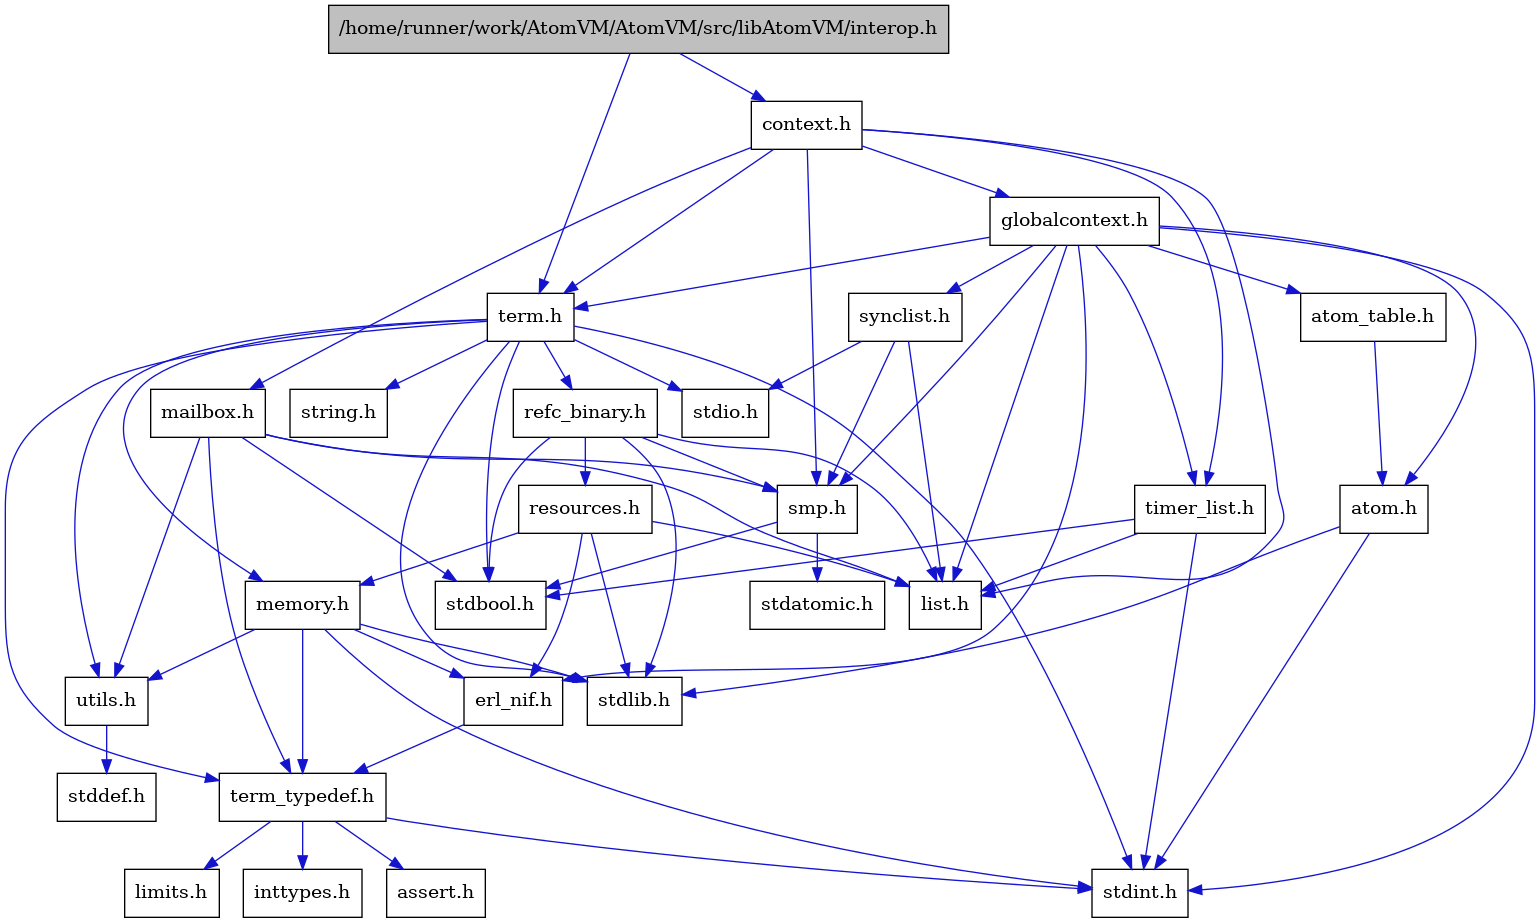 /home/runner/work/AtomVM/AtomVM/src/libAtomVM/interop.h
context.h
globalcontext.h
term.h
synclist.h
atom_table.h
mailbox.h
string.h
refc_binary.h
stdio.h
resources.h
smp.h
timer_list.h
atom.h
memory.h
stdbool.h
stdatomic.h
list.h
utils.h
erl_nif.h
stdlib.h
stddef.h
term_typedef.h
limits.h
inttypes.h
assert.h
stdint.h